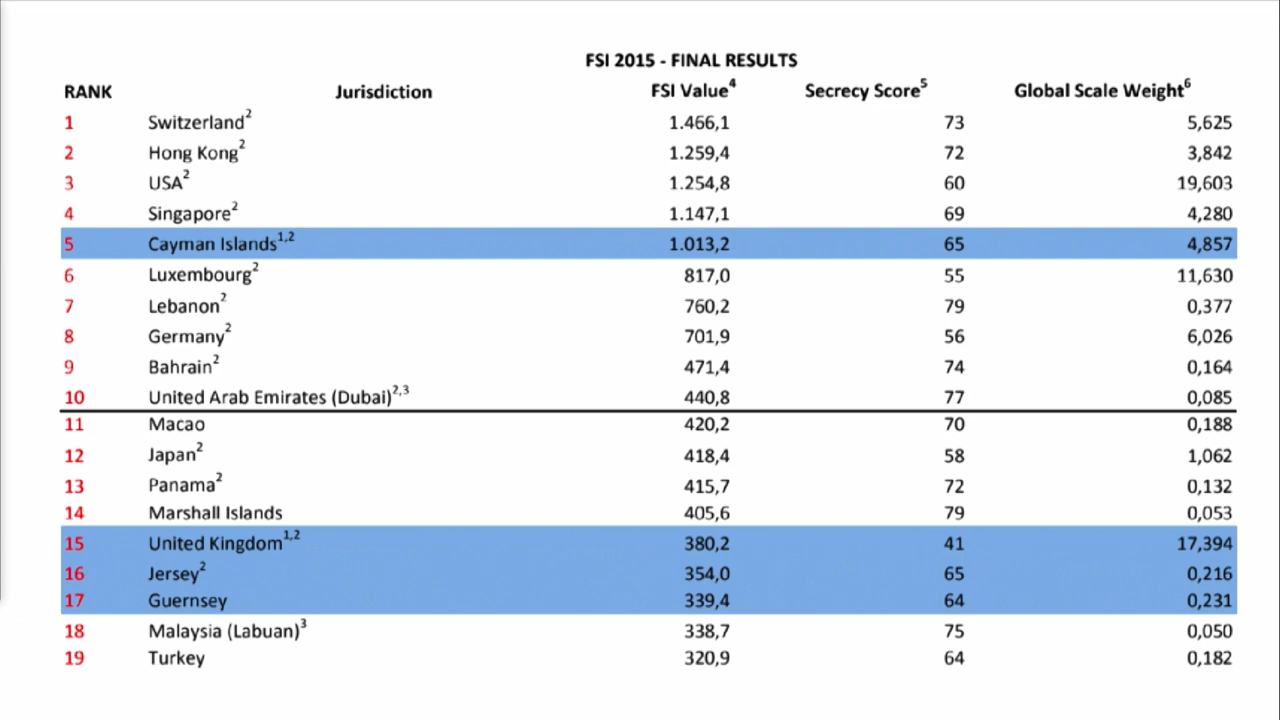 FSI 2015 - FINAL RESULTS
RANK Jurisdiction FSI Value⁴ Secrecy Score⁵ Global Scale Weight⁶
1 Switzerland² 1.466,1 73 5,625
2 Hong Kong² 1.259,4 72 3,842
3 USA² 1.254,8 60 19,603
4 Singapore² 1.147,1 69 4,280
5 Cayman Islands¹,² 1.013,2 65 4,857
6 Luxembourg² 817,0 55 11,630
7 Lebanon² 760,2 79 0,377
8 Germany² 701,9 56 6,026
9 Bahrain² 471,4 74 0,164
10 United Arab Emirates (Dubai)²,³ 440,8 77 0,085
11 Macao 420,2 70 0,188
12 Japan² 418,4 58 1,062
13 Panama² 415,7 72 0,132
14 Marshall Islands 405,6 79 0,053
15 United Kingdom¹,² 380,2 41 17,394
16 Jersey² 354,0 65 0,216
17 Guernsey 339,4 64 0,231
18 Malaysia (Labuan)³ 338,7 75 0,050
19 Turkey 320,9 64 0,182